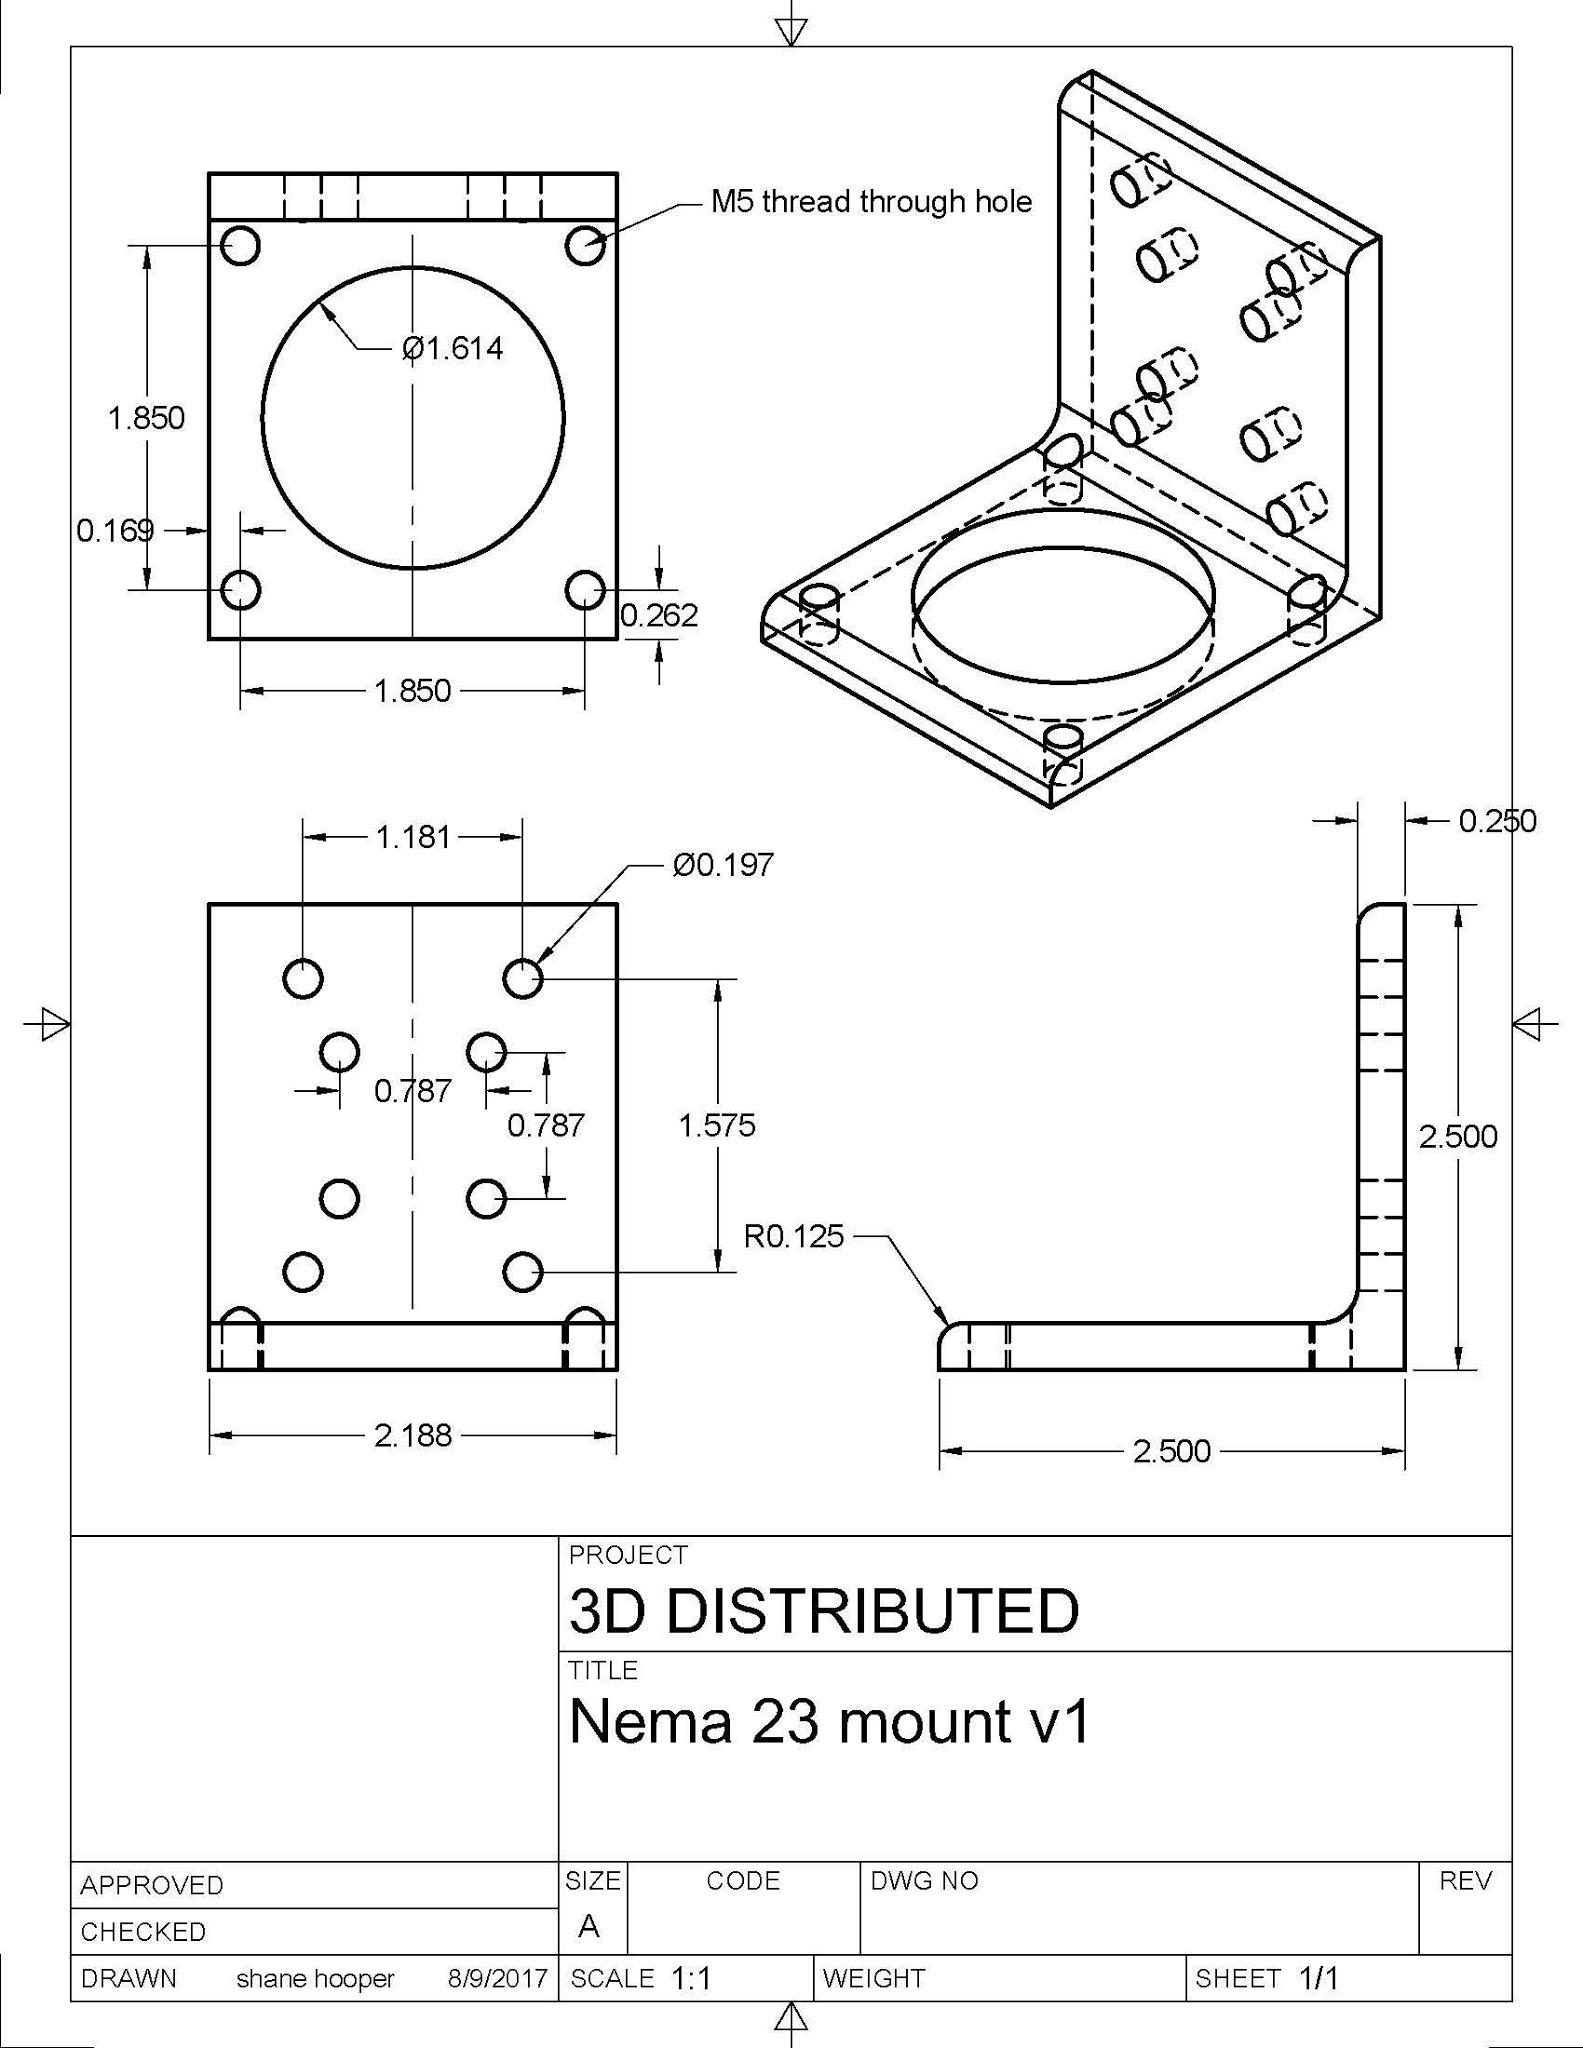 M5 thread through hole
Ø1.614
1.850
0.169
0.262
1.850
1.181
Ø0.197
0.250
0.787
0.787
1.575
2.500
R0.125
2.188
2.500
PROJECT
3D DISTRIBUTED
TITLE
Nema 23 mount v1
APPROVED
CHECKED
SIZE
A
CODE
DWG NO
REV
DRAWN shane hooper 8/9/2017
SCALE 1:1
WEIGHT
SHEET 1/1